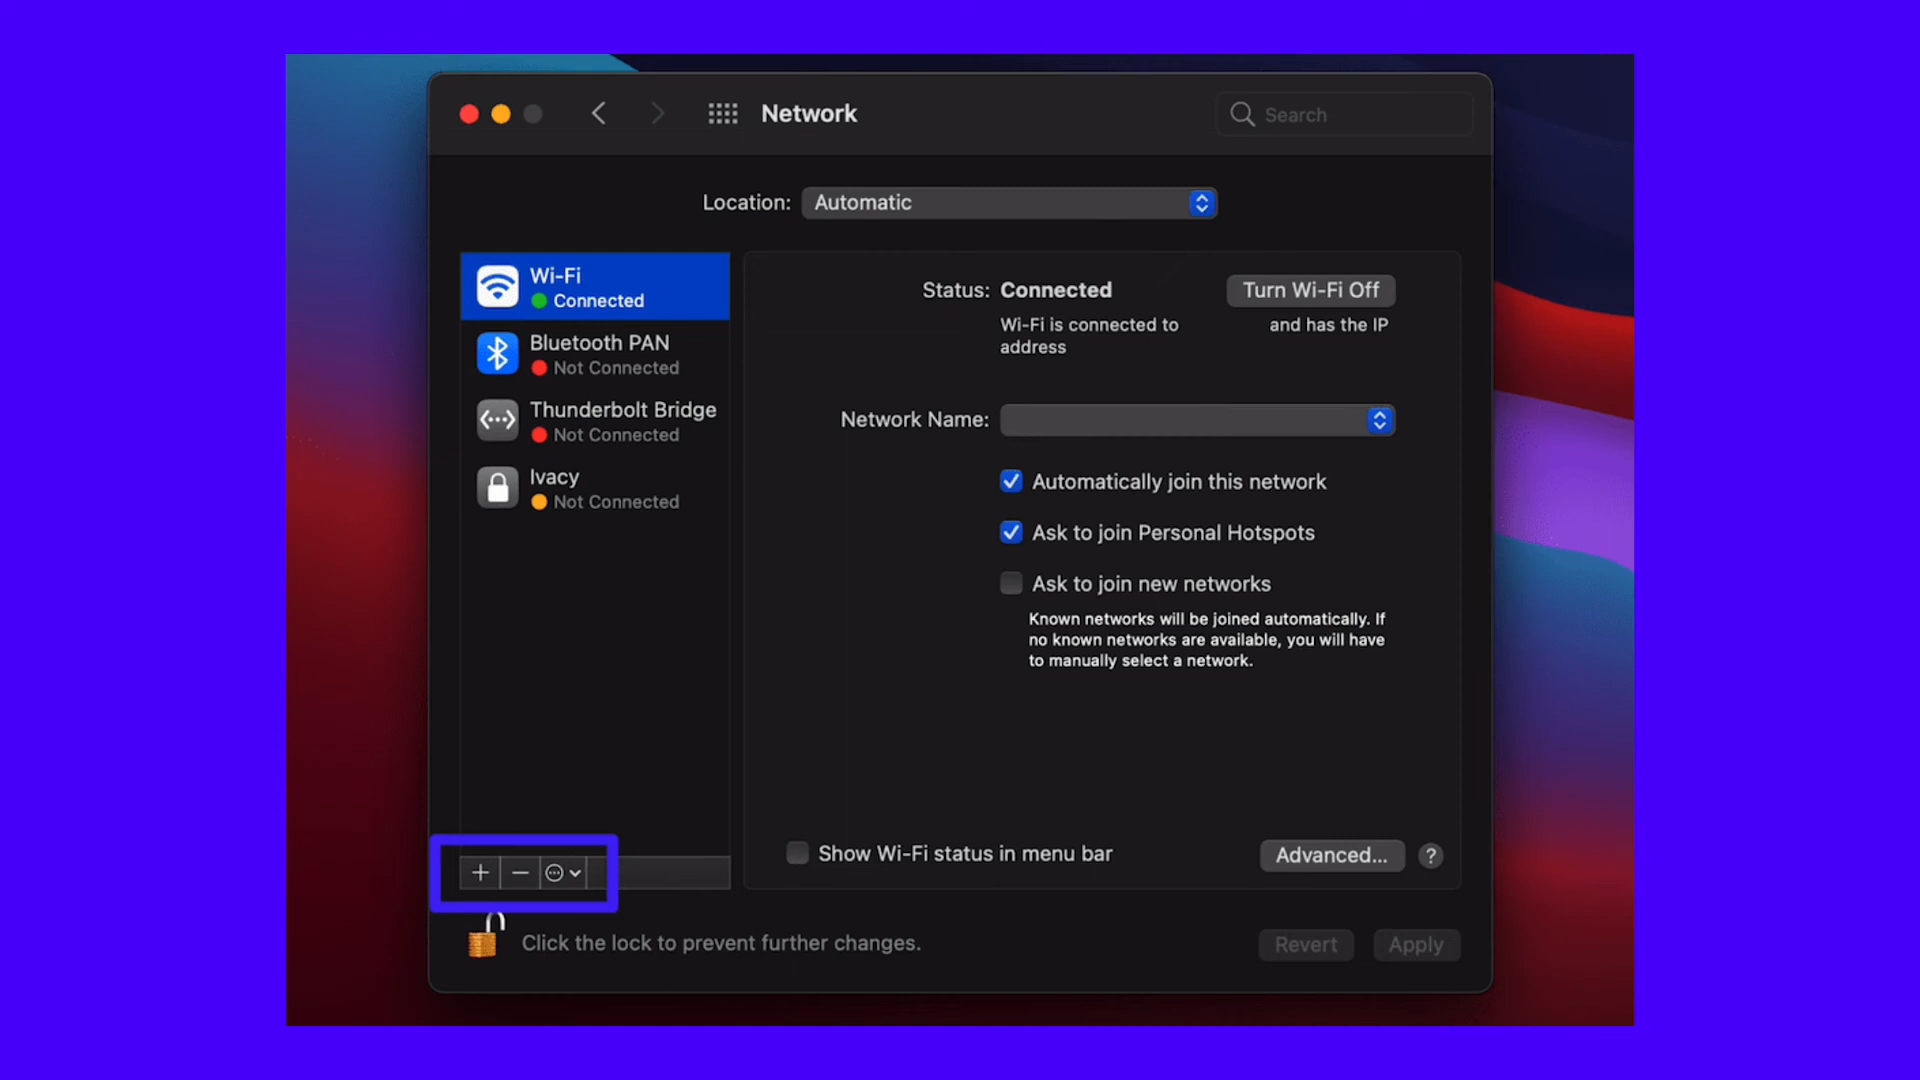 Network
Search
Location: Automatic
Wi-Fi
Connected
Bluetooth PAN
Not Connected
Thunderbolt Bridge
Not Connected
Ivacy
Not Connected
Status: Connected
Turn Wi-Fi Off
Wi-Fi is connected to and has the IP
address
Network Name:
Automatically join this network
Ask to join Personal Hotspots
Ask to join new networks
Known networks will be joined automatically. If
no known networks are available, you will have
to manually select a network.
Show Wi-Fi status in menu bar
Advanced...
?
Click the lock to prevent further changes.
Revert
Apply